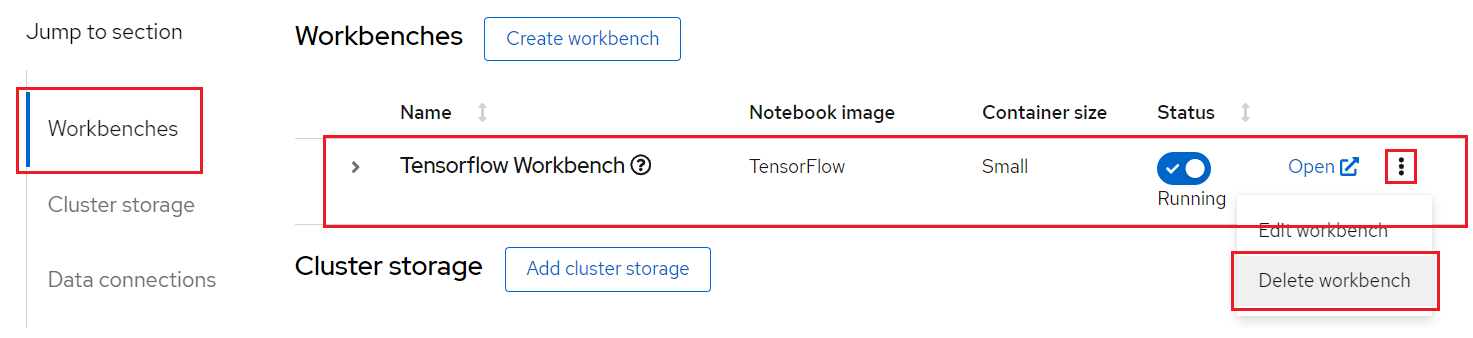 Jump to section
Workbenches
Cluster storage
Data connections
Workbenches Create workbench
Name Notebook image Container size Status
Tensorflow Workbench TensorFlow Small Open
Running
Edit workbench
Delete workbench
Cluster storage Add cluster storage